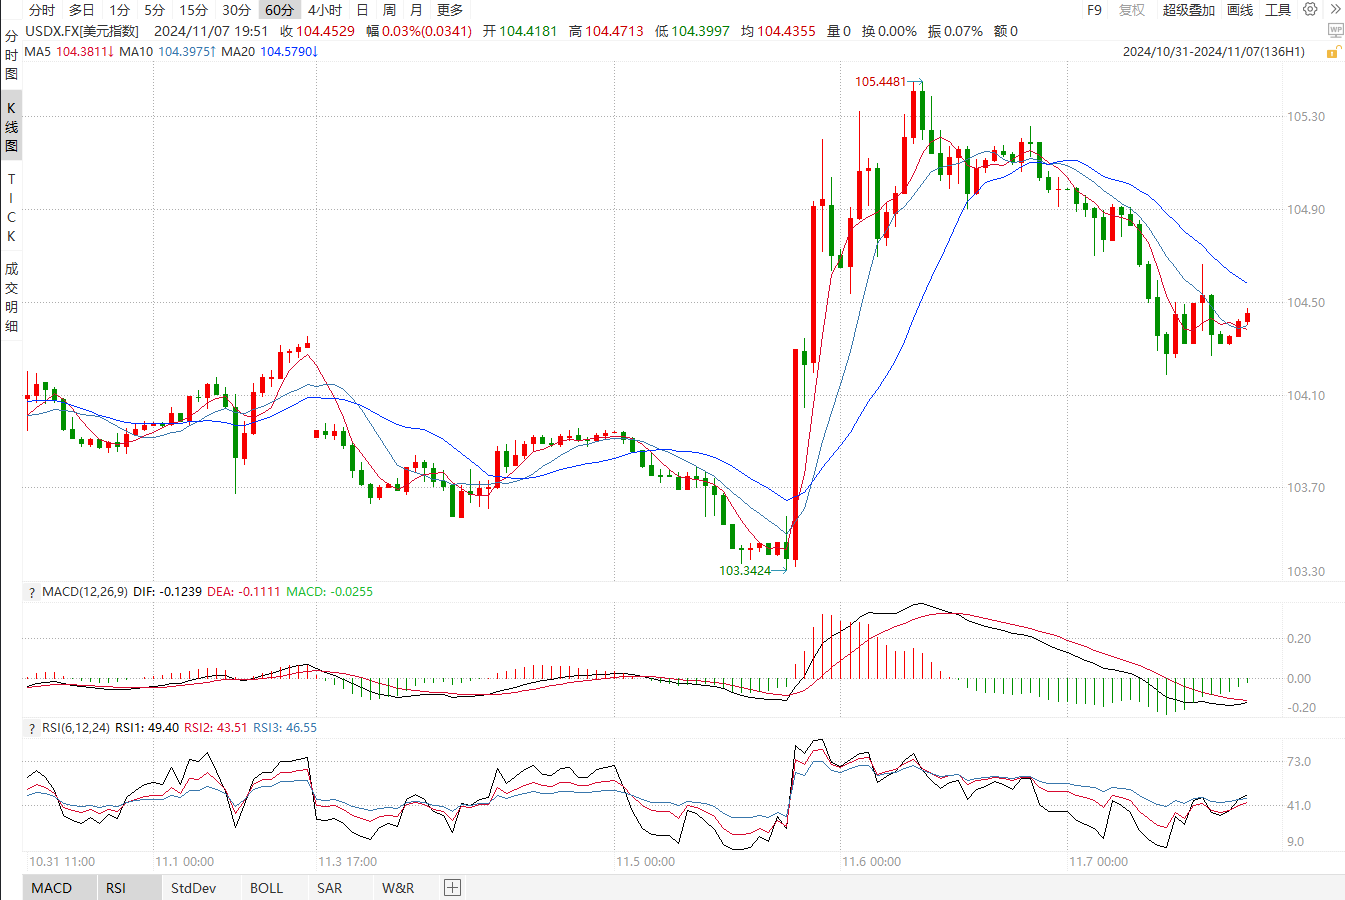 分时 多日 1分 5分 15分 30分 60分 4小时 日 周 月 更多 F9 复权 超级叠加 画线 工具
USDX.FX[美元指数] 2024/11/07 19:51 收 104.4529 幅 0.03%(0.0341) 开 104.4181 高 104.4713 低 104.3997 均 104.4355 量 0 换 0.00% 振 0.07% 额 0
WP
MA5 104.3811↓ MA10 104.3975↑ MA20 104.5790↓ 2024/10/31-2024/11/07(136H1)
分时图
K线图
TICK
成交明细
105.4481
105.30
104.90
104.50
104.10
103.70
103.3424
103.30
? MACD(12,26,9) DIF: -0.1239 DEA: -0.1111 MACD: -0.0255
0.20
0.00
-0.20
? RSI(6,12,24) RSI1: 49.40 RSI2: 43.51 RSI3: 46.55
73.0
41.0
9.0
10.31 11:00 11.1 00:00 11.3 17:00 11.5 00:00 11.6 00:00 11.7 00:00
MACD RSI StdDev BOLL SAR W&R